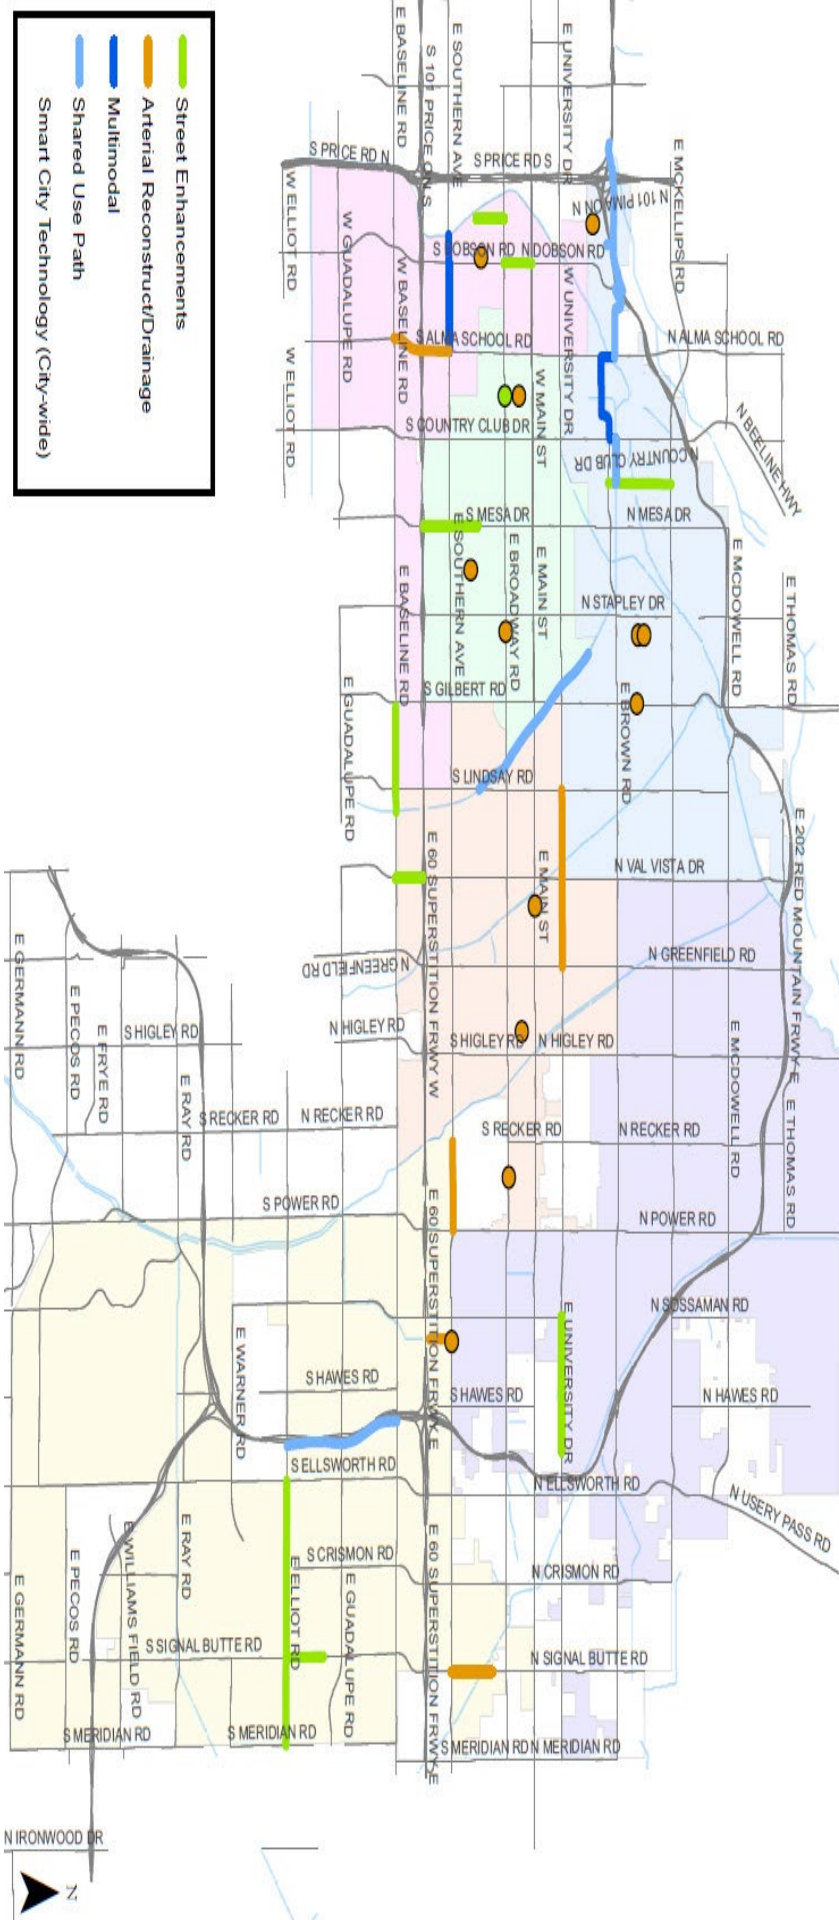 Street Enhancements
Arterial Reconstruct/Drainage
Multimodal
Shared Use Path
Smart City Technology (City-wide)
E BASELINE RD
S 101 PRICE ON S
E SOUTHERN AVE
E UNIVERSITY DR
E MCKELLIPS RD
S PRICE RD N
S PRICE RD S
N 101 PIMA ON N
W ELLIOT RD
W GUADALUPE RD
W BASELINE RD
S DOBSON RD
N DOBSON RD
W UNIVERSITY DR
S ALMA SCHOOL RD
N ALMA SCHOOL RD
W ELLIOT RD
W MAIN ST
S COUNTRY CLUB DR
N COUNTRY CLUB DR
N BEELINE HWY
S MESA DR
N MESA DR
E SOUTHERN AVE
E BROADWAY RD
E MAIN ST
E MCDOWELL RD
E THOMAS RD
E BASELINE RD
N STAPLEY DR
E GUADALUPE RD
S GILBERT RD
E BROWN RD
S LINDSAY RD
E 202 RED MOUNTAIN FRWY E
E 60 SUPERSTITION FRWY W
E MAIN ST
N VAL VISTA DR
E GERMANN RD
N GREENFIELD RD
N GREENFIELD RD
E PECOS RD
E FRYE RD
S HIGLEY RD
N HIGLEY RD
S HIGLEY RD
N HIGLEY RD
E MCDOWELL RD
E THOMAS RD
E RAY RD
S RECKER RD
N RECKER RD
S RECKER RD
N RECKER RD
S POWER RD
N POWER RD
E 60 SUPERSTITION FRWY E
N SOSSAMAN RD
E WARNER RD
S HAWES RD
S HAWES RD
E UNIVERSITY DR
N HAWES RD
S ELLSWORTH RD
N ELLSWORTH RD
N USERY PASS RD
E GERMANN RD
E PECOS RD
E WILLIAMS FIELD RD
E RAY RD
S CRISMON RD
E ELLIOT RD
E GUADALUPE RD
E 60 SUPERSTITION FRWY E
N CRISMON RD
S SIGNAL BUTTE RD
N SIGNAL BUTTE RD
S MERIDIAN RD
S MERIDIAN RD
S MERIDIAN RD
N MERIDIAN RD
N IRONWOOD DR
N